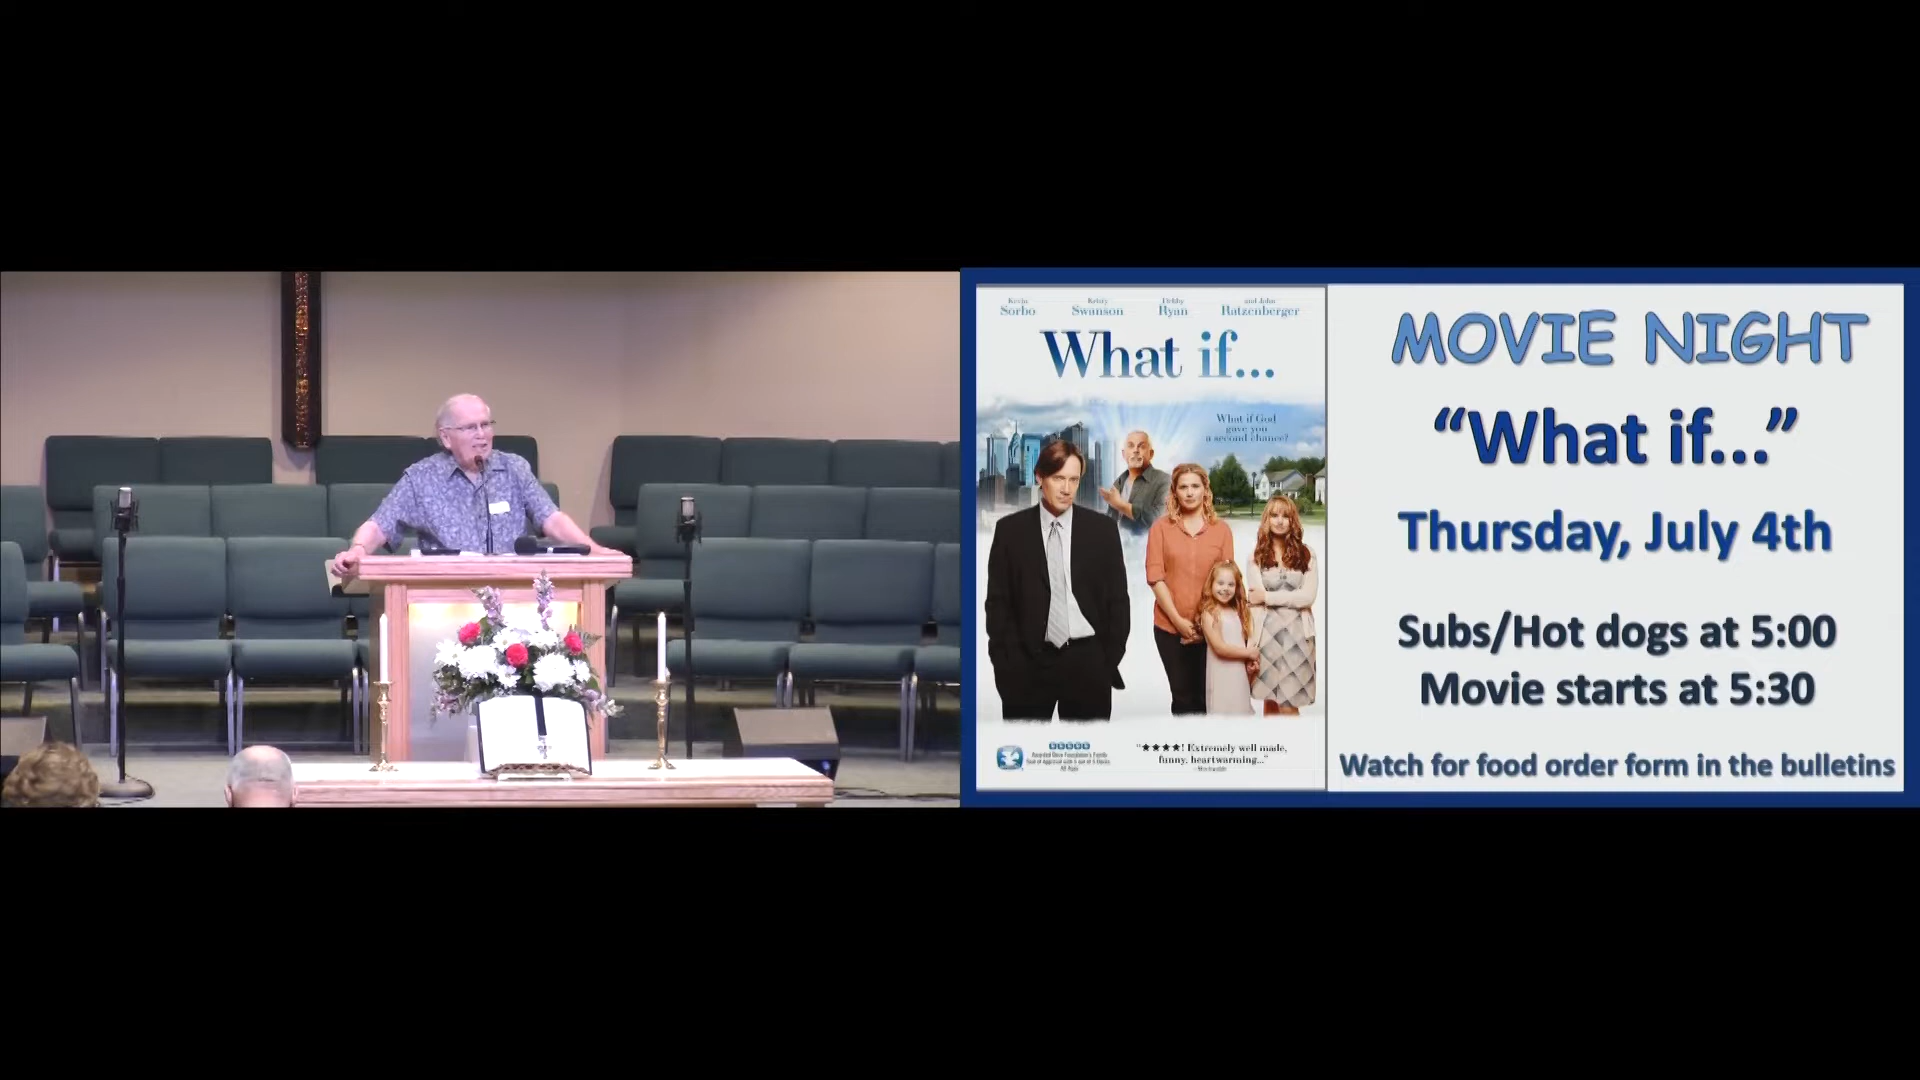 Kevin Sorbo
Kristy Swanson
Debby Ryan
and John Ratzenberger
What if...
What if God
gave you
a second chance?
"★★★★! Extremely well made,
funny, heartwarming..."
MOVIE NIGHT
“What if...”
Thursday, July 4th
Subs/Hot dogs at 5:00
Movie starts at 5:30
Watch for food order form in the bulletins